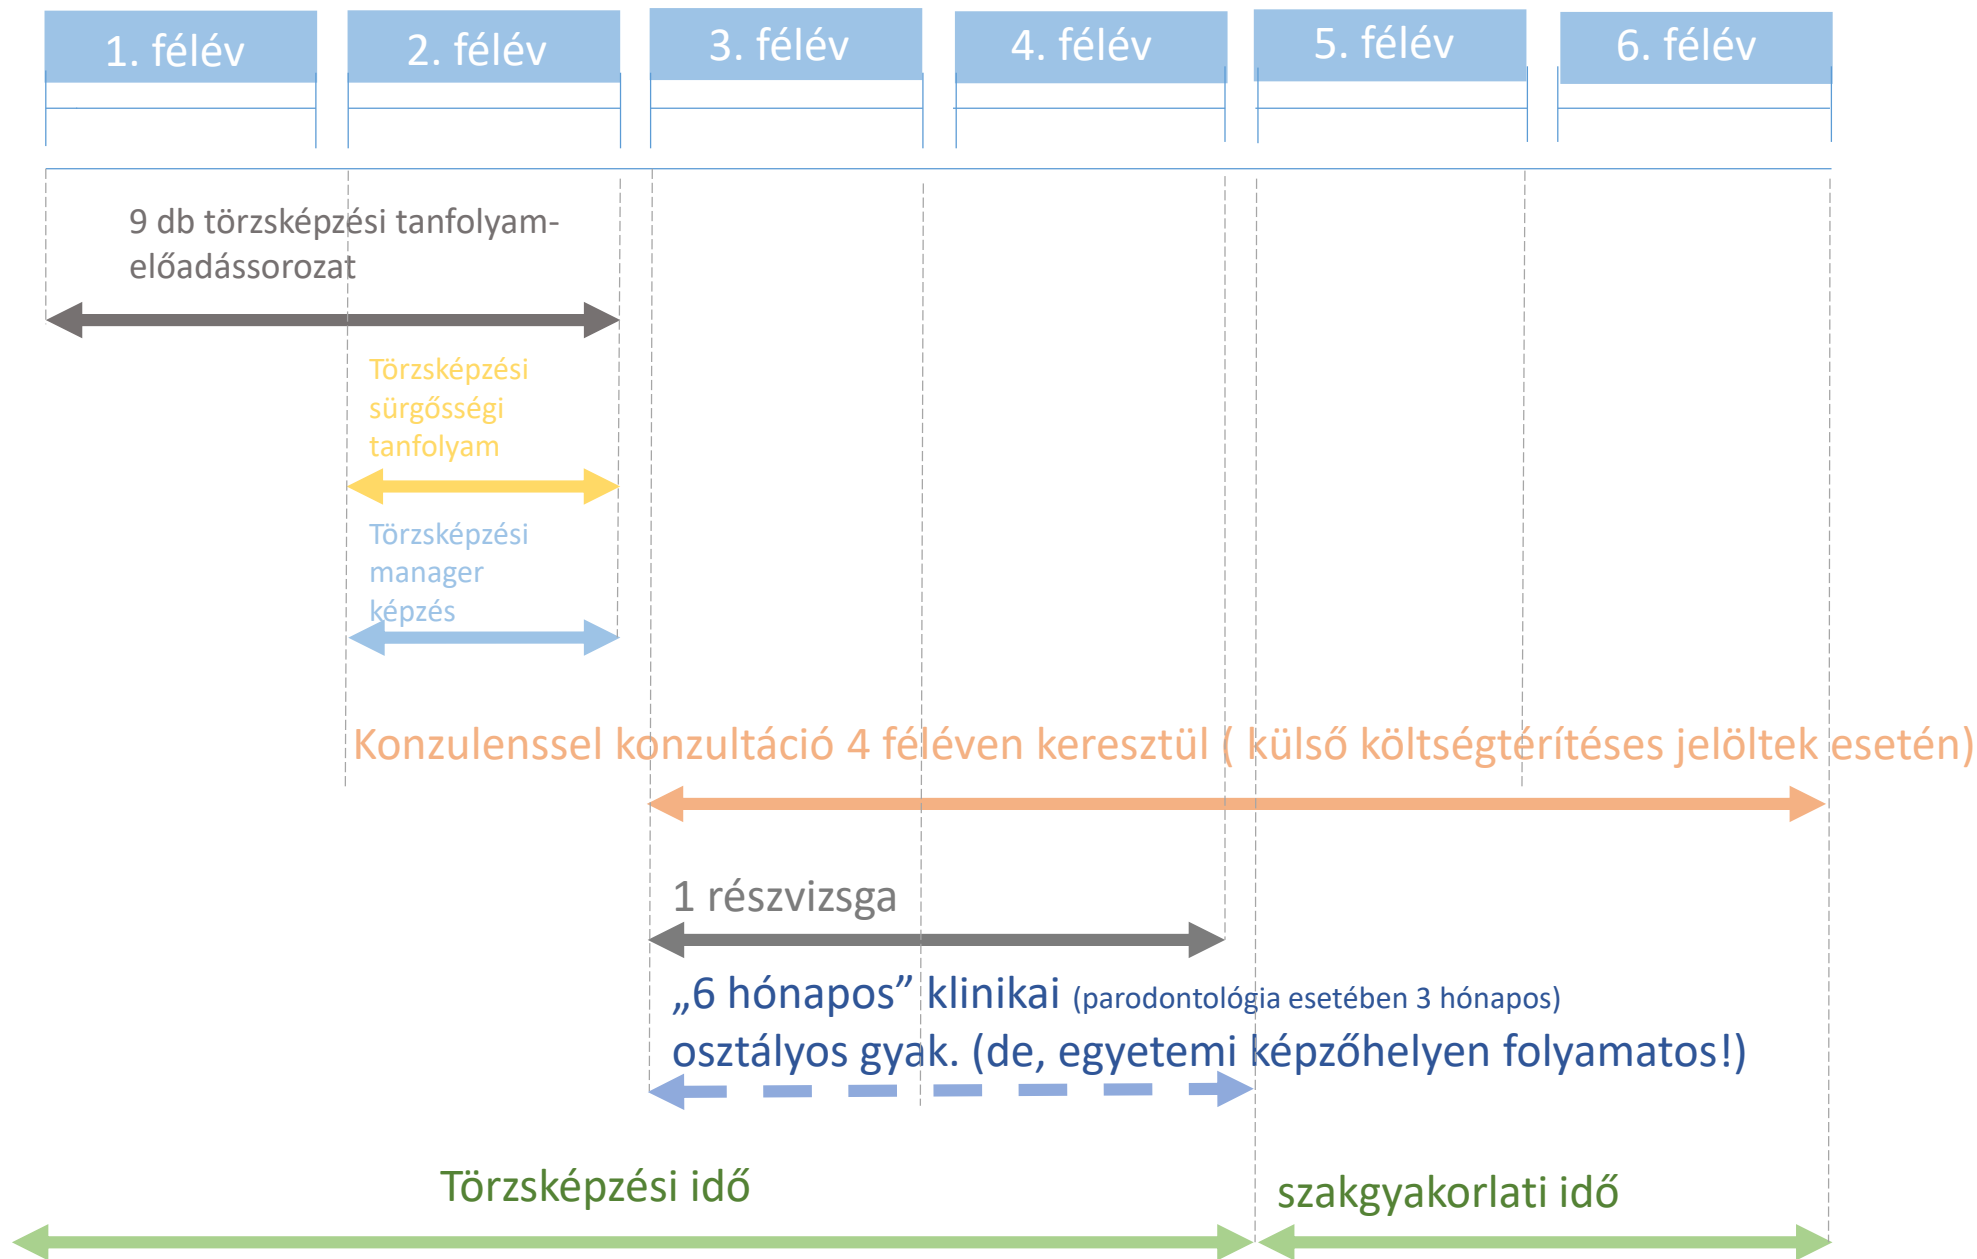 1. félév
2. félév
3. félév
4. félév
5. félév
6. félév
9 db törzsképzési tanfolyam-
előadássorozat
Törzsképzési
sürgősségi
tanfolyam
Törzsképzési
manager
képzés
Konzulenssel konzultáció 4 féléven keresztül ( külső költségtérítéses jelöltek esetén)
1 részvizsga
„6 hónapos” klinikai (parodontológia esetében 3 hónapos)
osztályos gyak. (de, egyetemi képzőhelyen folyamatos!)
Törzsképzési idő
szakgyakorlati idő